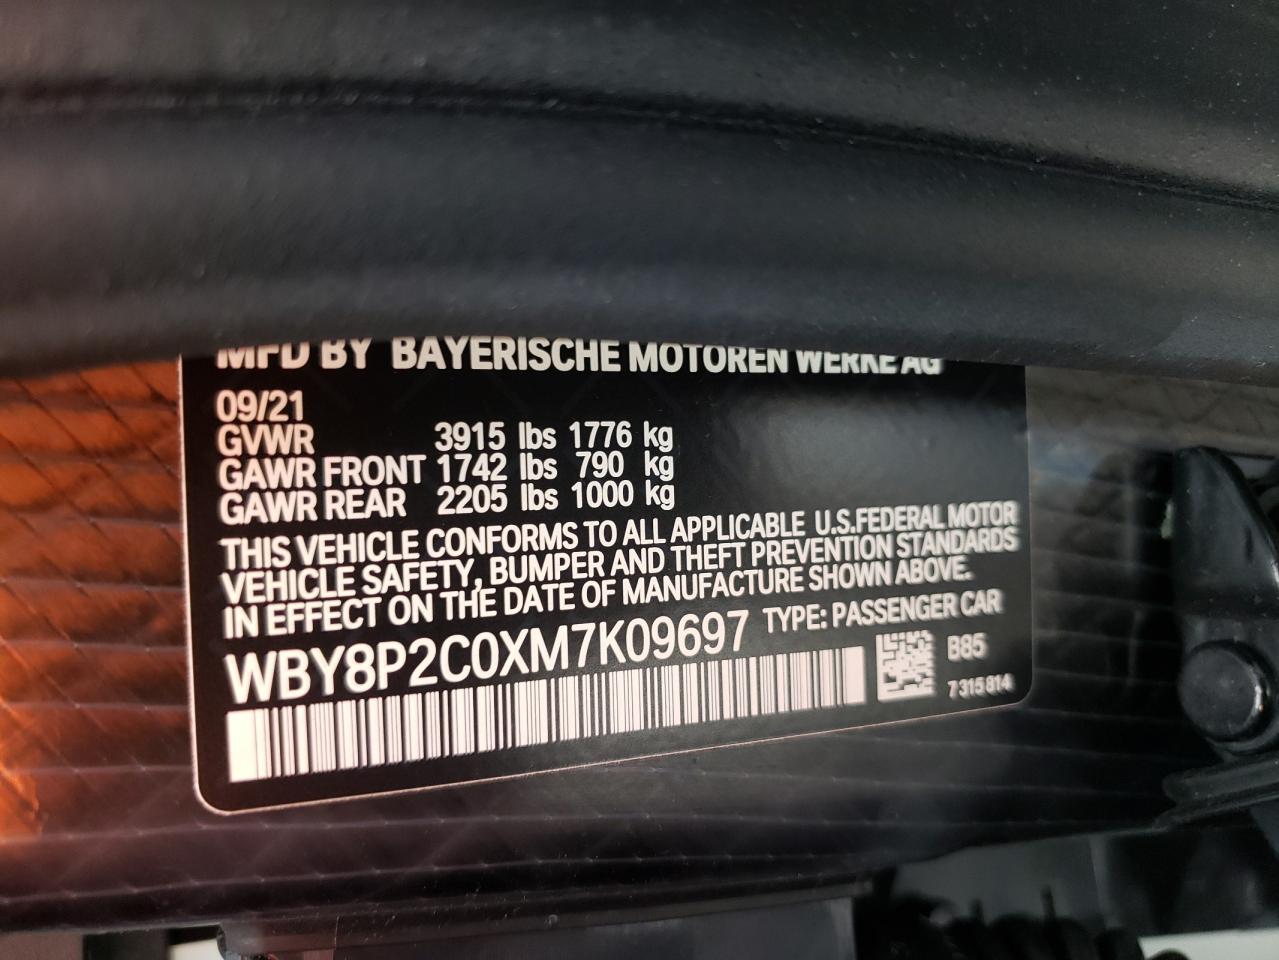 MFD BY BAYERISCHE MOTOREN WERKE AG
09/21
GVWR 3915 lbs 1776 kg
GAWR FRONT 1742 lbs 790 kg
GAWR REAR 2205 lbs 1000 kg
THIS VEHICLE CONFORMS TO ALL APPLICABLE U.S.FEDERAL MOTOR
VEHICLE SAFETY, BUMPER AND THEFT PREVENTION STANDARDS
IN EFFECT ON THE DATE OF MANUFACTURE SHOWN ABOVE.
WBY8P2C0XM7K09697 TYPE: PASSENGER CAR
B85
7 315 814